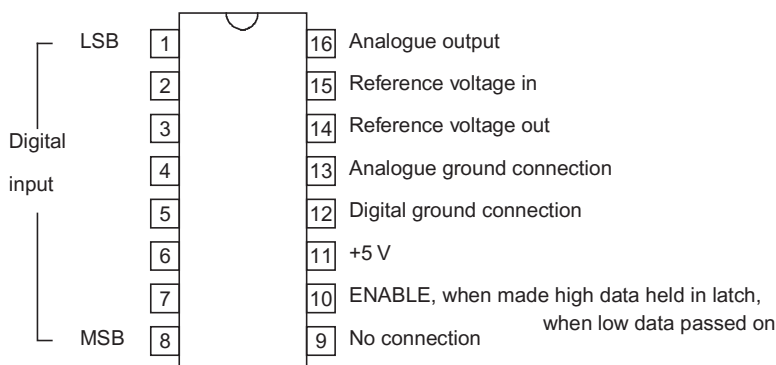 LSB 1 16 Analogue output
2 15 Reference voltage in
3 14 Reference voltage out
Digital
4 13 Analogue ground connection
input
5 12 Digital ground connection
6 11 +5 V
7 10 ENABLE, when made high data held in latch,
when low data passed on
MSB 8 9 No connection